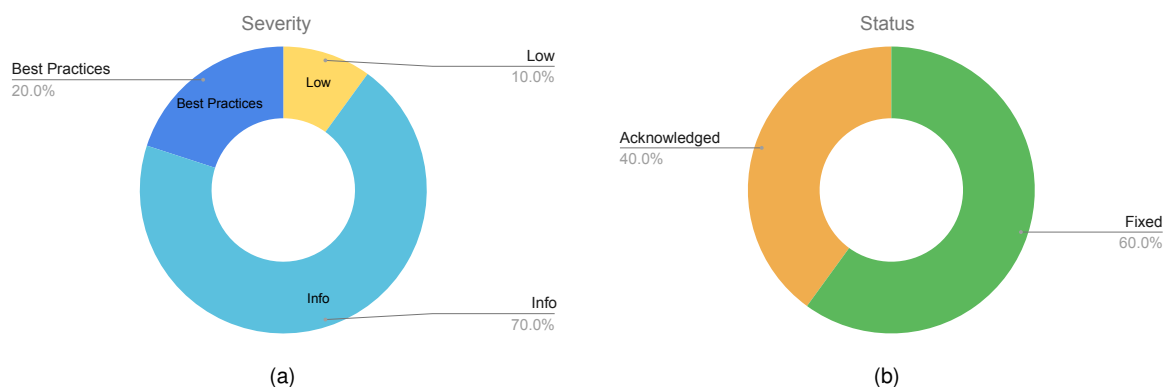 Severity
Low
10.0%
Best Practices
20.0%
Low
Best Practices
Info
Info
70.0%
(a)
Status
Acknowledged
40.0%
Fixed
60.0%
(b)